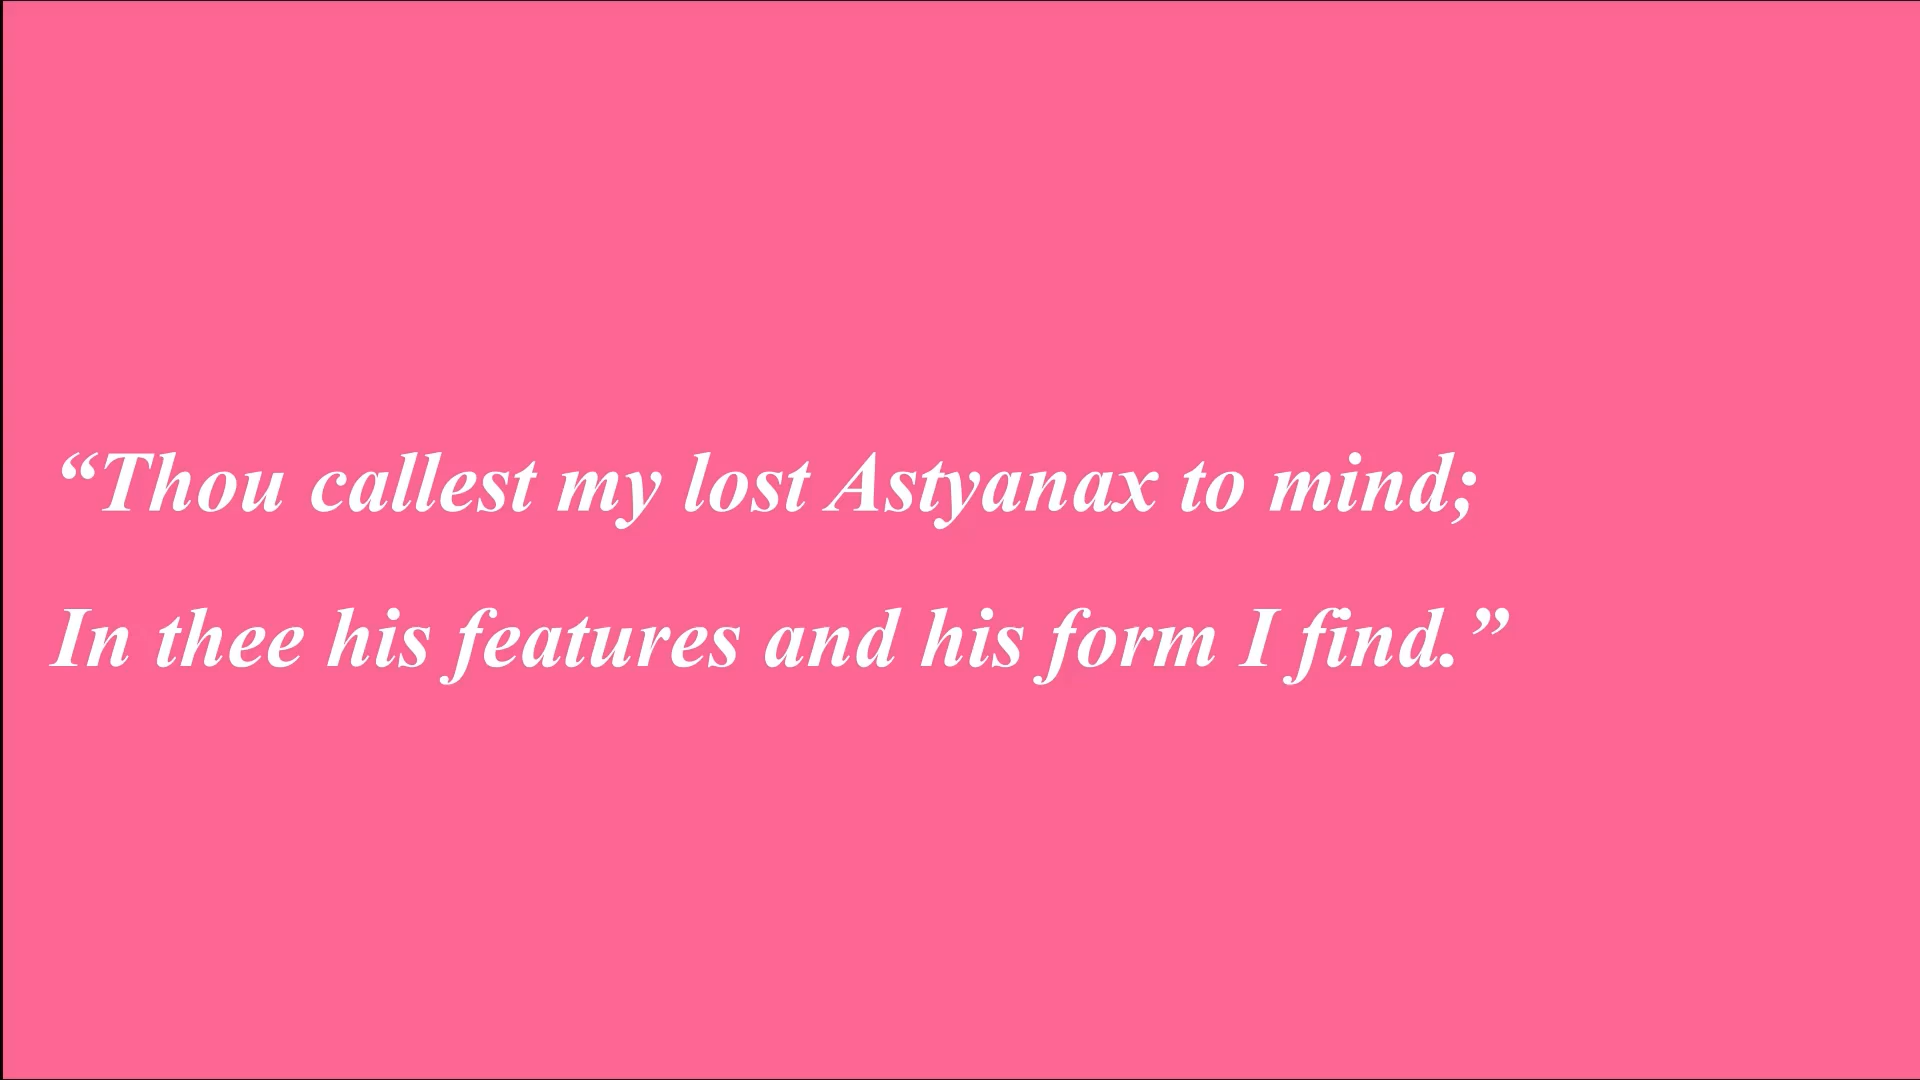 “Thou callest my lost Astyanax to mind;
In thee his features and his form I find.”